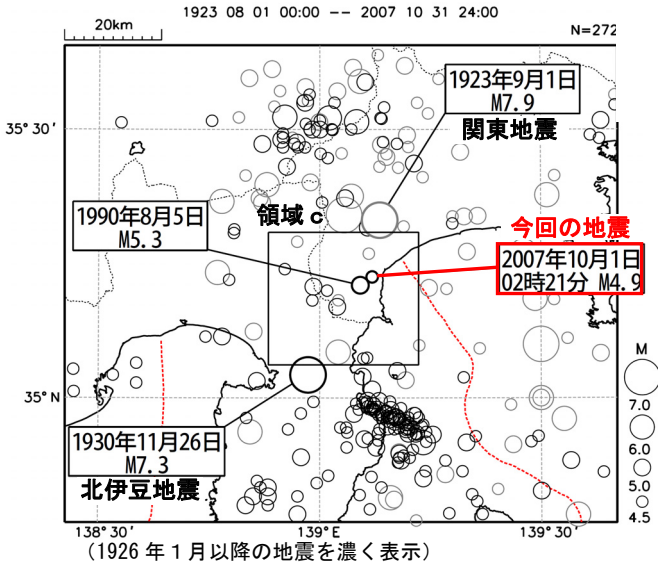 1923 08 01 00:00 -- 2007 10 31 24:00
20km
N=272
1923年9月1日
M7.9
関東地震
35°30′
領域c
1990年8月5日
M5.3
今回の地震
2007年10月1日
02時21分 M4.9
35°N
1930年11月26日
M7.3
北伊豆地震
M
7.0
6.0
5.0
4.5
138°30′
139°E
139°30′
(1926年1月以降の地震を濃く表示)